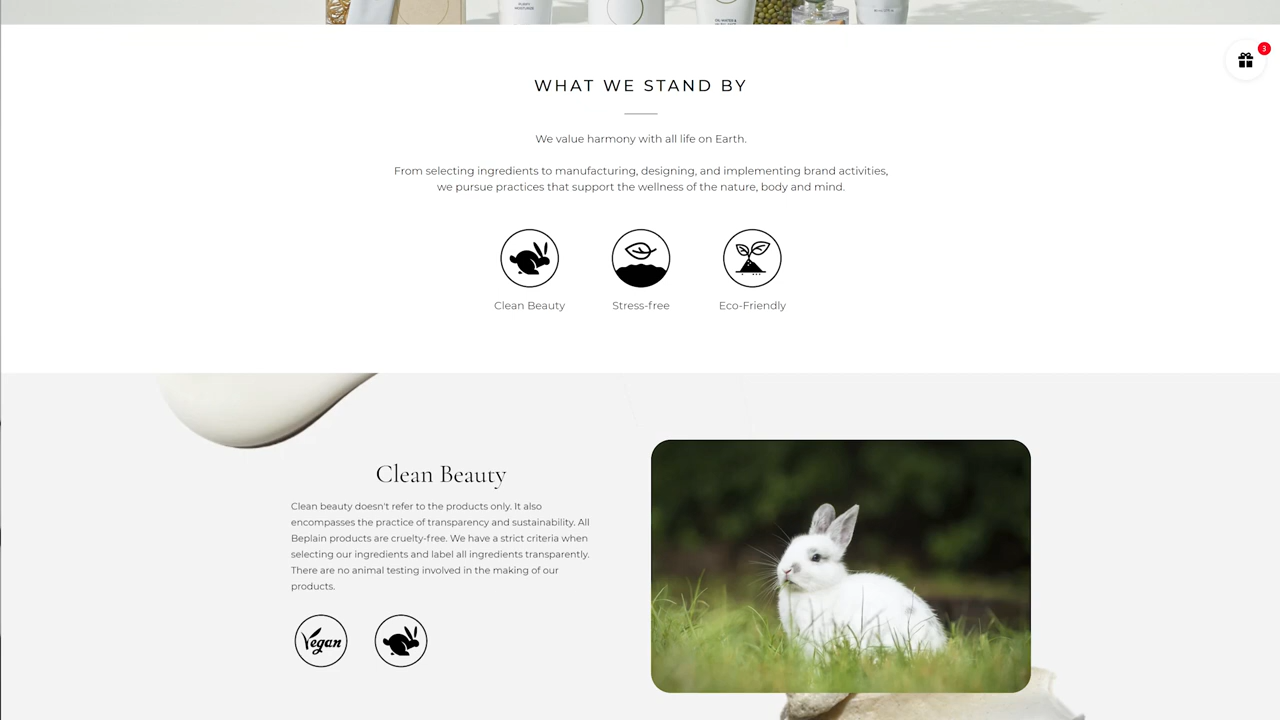 3
WHAT WE STAND BY
We value harmony with all life on Earth.
From selecting ingredients to manufacturing, designing, and implementing brand activities,
we pursue practices that support the wellness of the nature, body and mind.
Clean Beauty
Stress-free
Eco-Friendly
Clean Beauty
Clean beauty doesn't refer to the products only. It also
encompasses the practice of transparency and sustainability. All
Beplain products are cruelty-free. We have a strict criteria when
selecting our ingredients and label all ingredients transparently.
There are no animal testing involved in the making of our
products.
Vegan